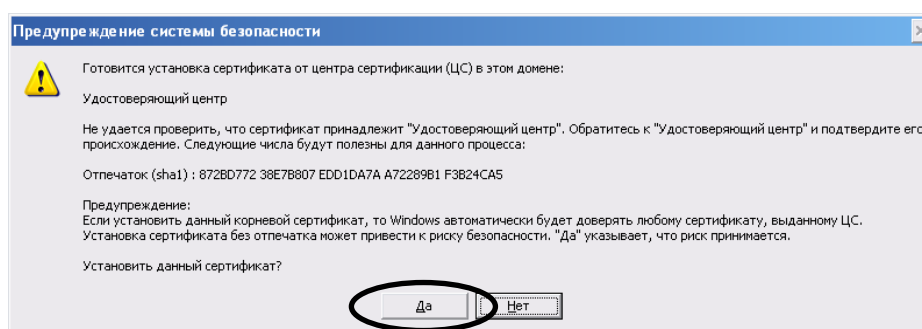 Предупреждение системы безопасности
Готовится установка сертификата от центра сертификации (ЦС) в этом домене:
Удостоверяющий центр
Не удается проверить, что сертификат принадлежит "Удостоверяющий центр". Обратитесь к "Удостоверяющий центр" и подтвердите его
происхождение. Следующие числа будут полезны для данного процесса:
Отпечаток (sha1) : 872BD772 38E7B807 EDD1DA7A A72289B1 F3B24CA5
Предупреждение:
Если установить данный корневой сертификат, то Windows автоматически будет доверять любому сертификату, выданному ЦС.
Установка сертификата без отпечатка может привести к риску безопасности. "Да" указывает, что риск принимается.
Установить данный сертификат?
Да Нет